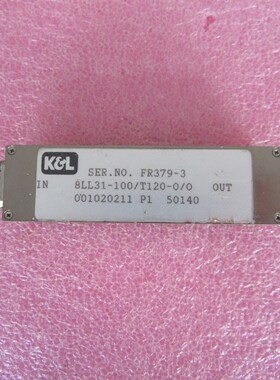 K&L
SER.NO. FR379-3
IN 8LL31-100/T120-0/0 OUT
001020211 P1 50140